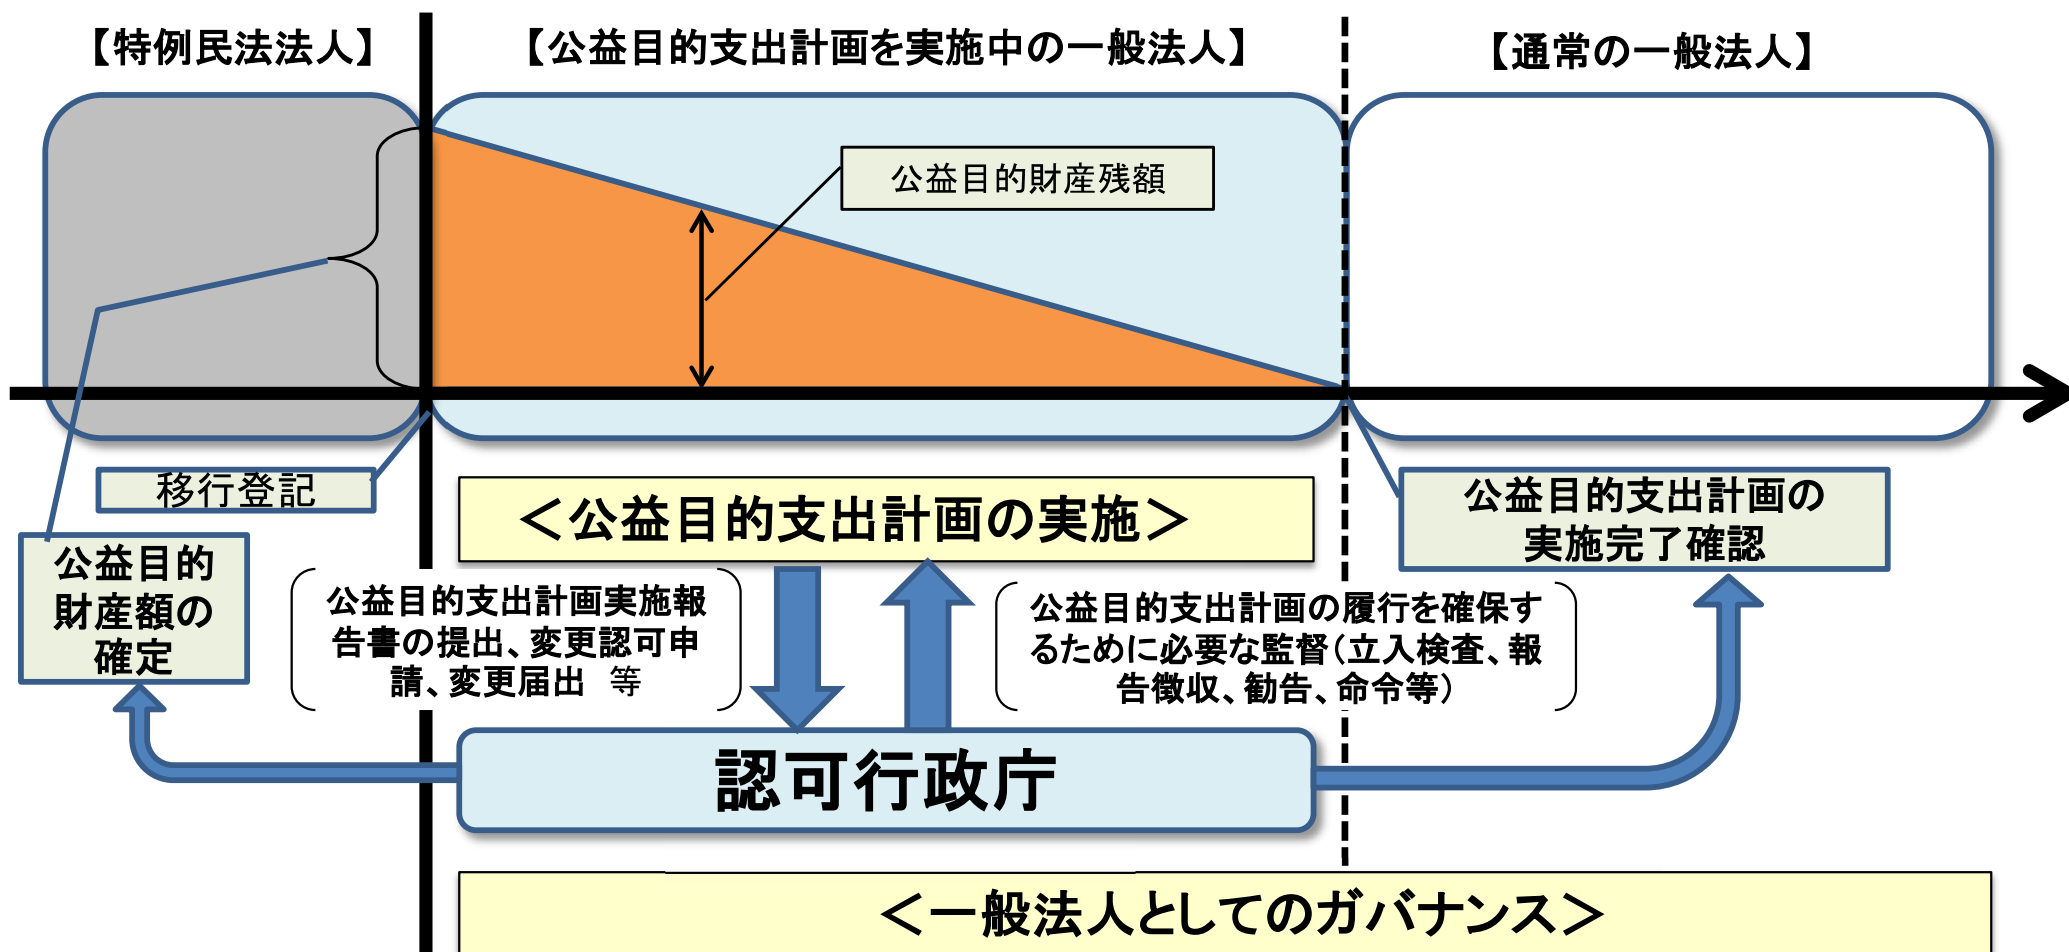 【特例民法法人】
【公益目的支出計画を実施中の一般法人】
【通常の一般法人】
公益目的財産残額
移行登記
＜公益目的支出計画の実施＞
公益目的支出計画の
実施完了確認
公益目的
財産額の
確定
公益目的支出計画実施報
告書の提出、変更認可申
請、変更届出　等
公益目的支出計画の履行を確保す
るために必要な監督（立入検査、報
告徴収、勧告、命令等）
認可行政庁
＜一般法人としてのガバナンス＞